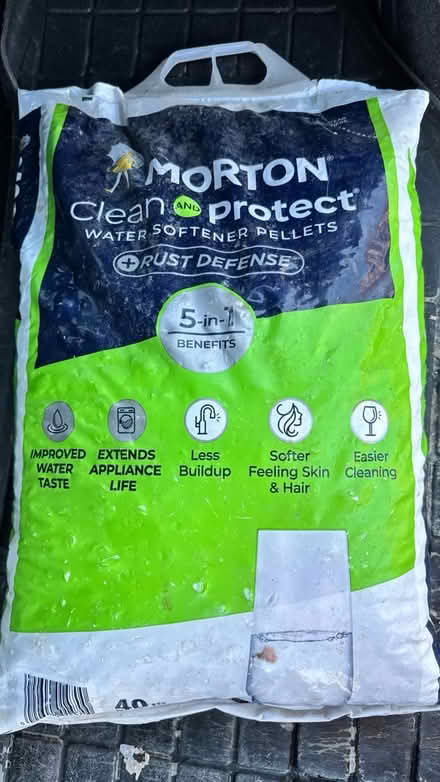 MORTON
Clean AND Protect
WATER SOFTENER PELLETS
+RUST DEFENSE
5-in-1
BENEFITS
IMPROVED
WATER
TASTE
EXTENDS
APPLIANCE
LIFE
Less
Buildup
Softer
Feeling Skin
& Hair
Easier
Cleaning
40